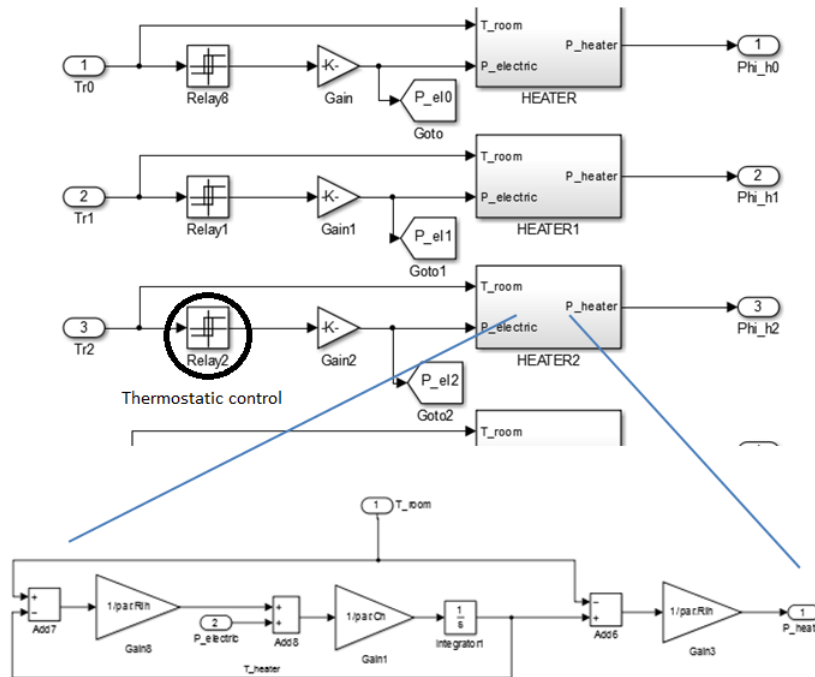 T_room
1
P_electric
P_heater
1
Tr0
Relay6
-K-
Gain
P_el0
Goto
HEATER
Phi_h0
T_room
2
P_electric
P_heater
2
Tr1
Relay1
-K-
Gain1
P_el1
Goto1
HEATER1
Phi_h1
T_room
3
P_electric
P_heater
3
Tr2
Relay2
-K-
Gain2
P_el2
Goto2
HEATER2
Phi_h2
Thermostatic control
T_room
1
T_room
+
−
Add7
1/par.Rih
Gain8
2
P_electric
+
+
Add8
1/par.Ch
Gain1
1
s
Integrator1
T_heater
−
+
Add6
1/par.Rih
Gain3
1
P_heat